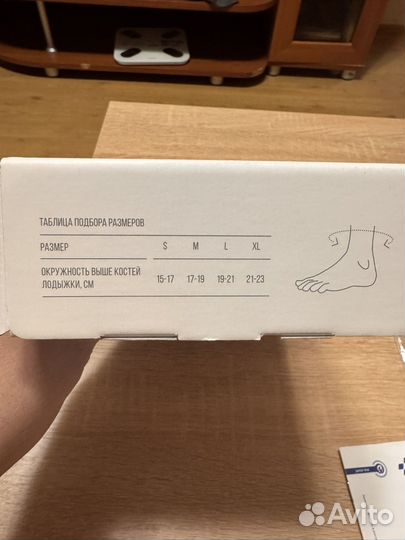 ТАБЛИЦА ПОДБОРА РАЗМЕРОВ
РАЗМЕР S M L XL
ОКРУЖНОСТЬ ВЫШЕ КОСТЕЙ
ЛОДЫЖКИ, СМ 15-17 17-19 19-21 21-23
Avito